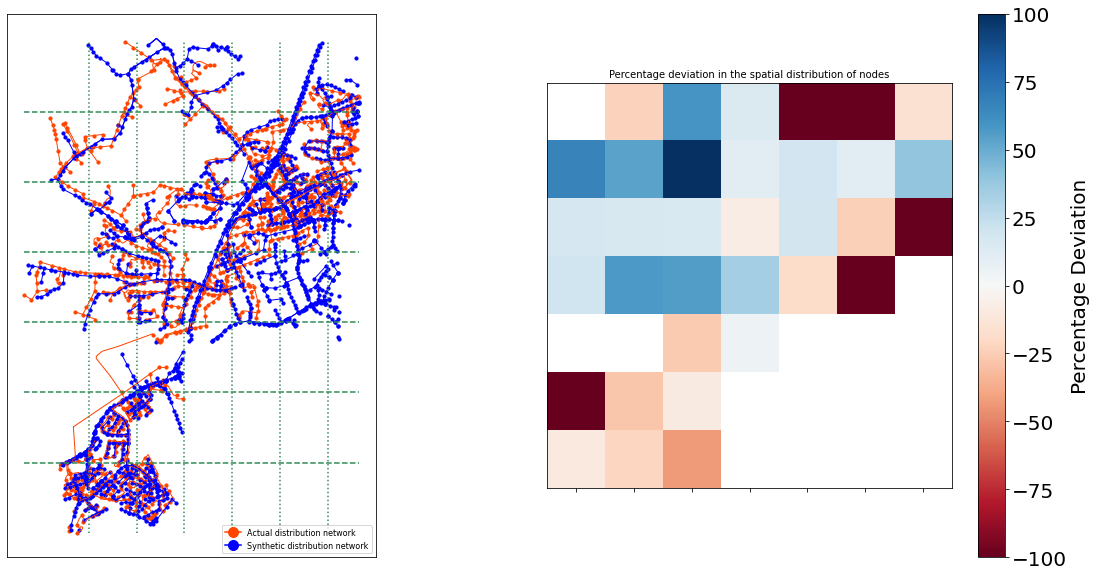 Actual distribution network
Synthetic distribution network
Percentage deviation in the spatial distribution of nodes
100
75
50
25
0
−25
−50
−75
−100
Percentage Deviation